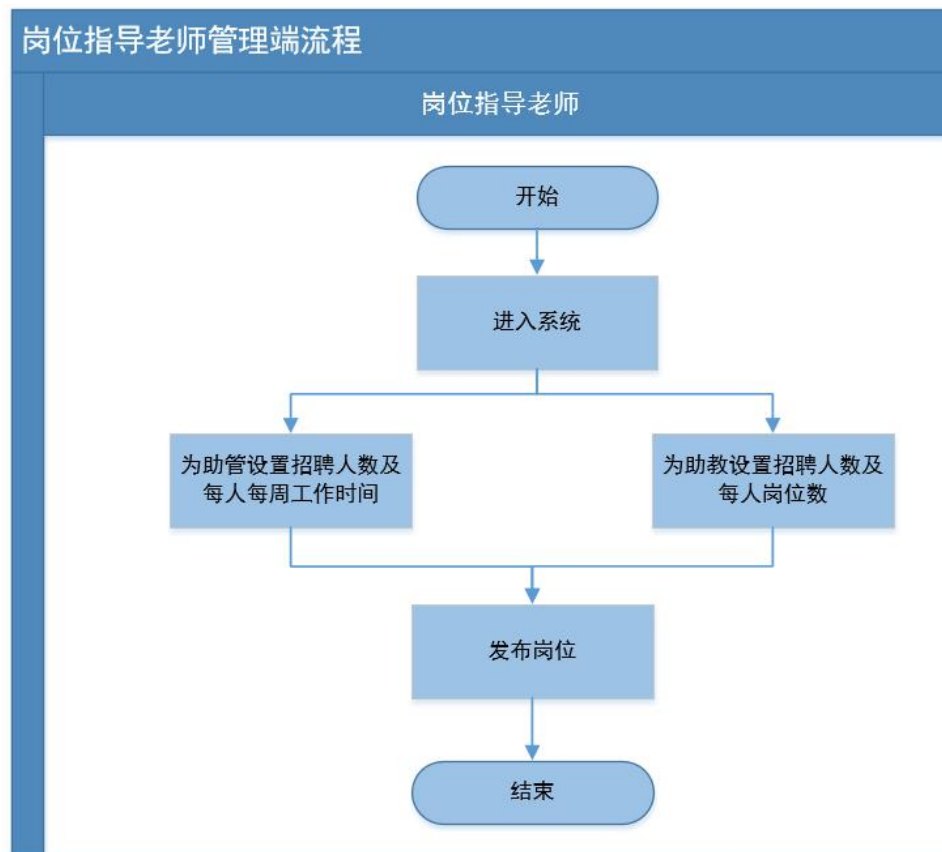 岗位指导老师管理端流程
岗位指导老师
开始
进入系统
为助管设置招聘人数及
每人每周工作时间
为助教设置招聘人数及
每人岗位数
发布岗位
结束